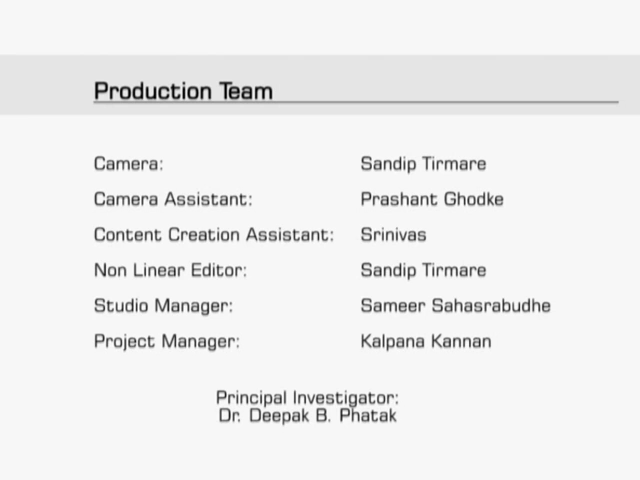 Production Team
Camera: Sandip Tirmare
Camera Assistant: Prashant Ghodke
Content Creation Assistant: Srinivas
Non Linear Editor: Sandip Tirmare
Studio Manager: Sameer Sahasrabudhe
Project Manager: Kalpana Kannan
Principal Investigator:
Dr. Deepak B. Phatak